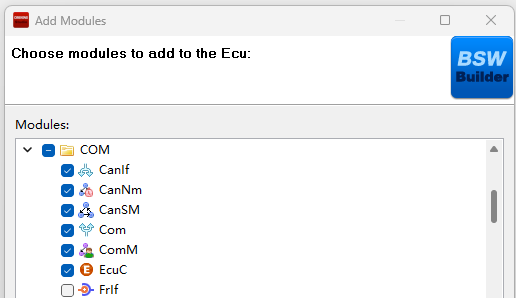 Add Modules
Choose modules to add to the Ecu:
BSW
Builder
Modules:
COM
CanIf
CanNm
CanSM
Com
ComM
EcuC
FrIf